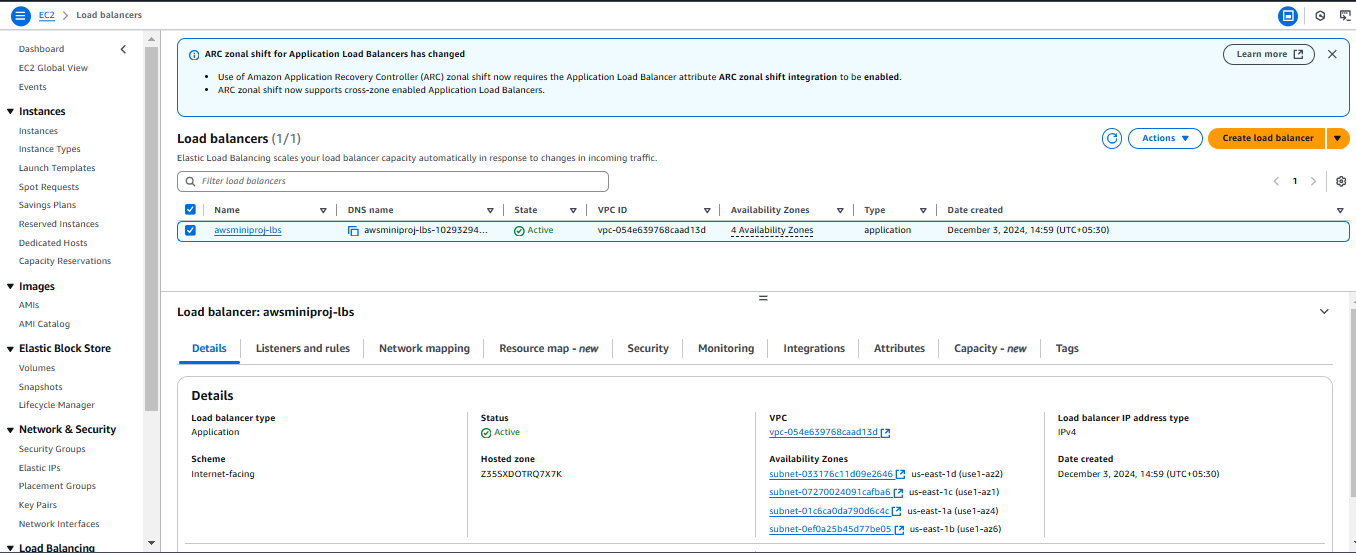 EC2 > Load balancers
Dashboard
EC2 Global View
Events
Instances
Instances
Instance Types
Launch Templates
Spot Requests
Savings Plans
Reserved Instances
Dedicated Hosts
Capacity Reservations
Images
AMIs
AMI Catalog
Elastic Block Store
Volumes
Snapshots
Lifecycle Manager
Network & Security
Security Groups
Elastic IPs
Placement Groups
Key Pairs
Network Interfaces
Load Balancing
ARC zonal shift for Application Load Balancers has changed
Learn more
• Use of Amazon Application Recovery Controller (ARC) zonal shift now requires the Application Load Balancer attribute ARC zonal shift integration to be enabled.
• ARC zonal shift now supports cross-zone enabled Application Load Balancers.
Load balancers (1/1)
Actions
Create load balancer
Elastic Load Balancing scales your load balancer capacity automatically in response to changes in incoming traffic.
Filter load balancers
1
Name DNS name State VPC ID Availability Zones Type Date created
awsminiproj-lbs awsminiproj-lbs-10293294... Active vpc-054e639768caad13d 4 Availability Zones application December 3, 2024, 14:59 (UTC+05:30)
Load balancer: awsminiproj-lbs
Details Listeners and rules Network mapping Resource map - new Security Monitoring Integrations Attributes Capacity - new Tags
Details
Load balancer type
Application
Status
Active
VPC
vpc-054e639768caad13d
Load balancer IP address type
IPv4
Scheme
Internet-facing
Hosted zone
Z35SXDOTRQ7X7K
Availability Zones
subnet-033176c11d09e2646 us-east-1d (use1-az2)
subnet-07270024091cafba6 us-east-1c (use1-az1)
subnet-01c6ca0da790d6c4c us-east-1a (use1-az4)
subnet-0ef0a25b45d77be05 us-east-1b (use1-az6)
Date created
December 3, 2024, 14:59 (UTC+05:30)